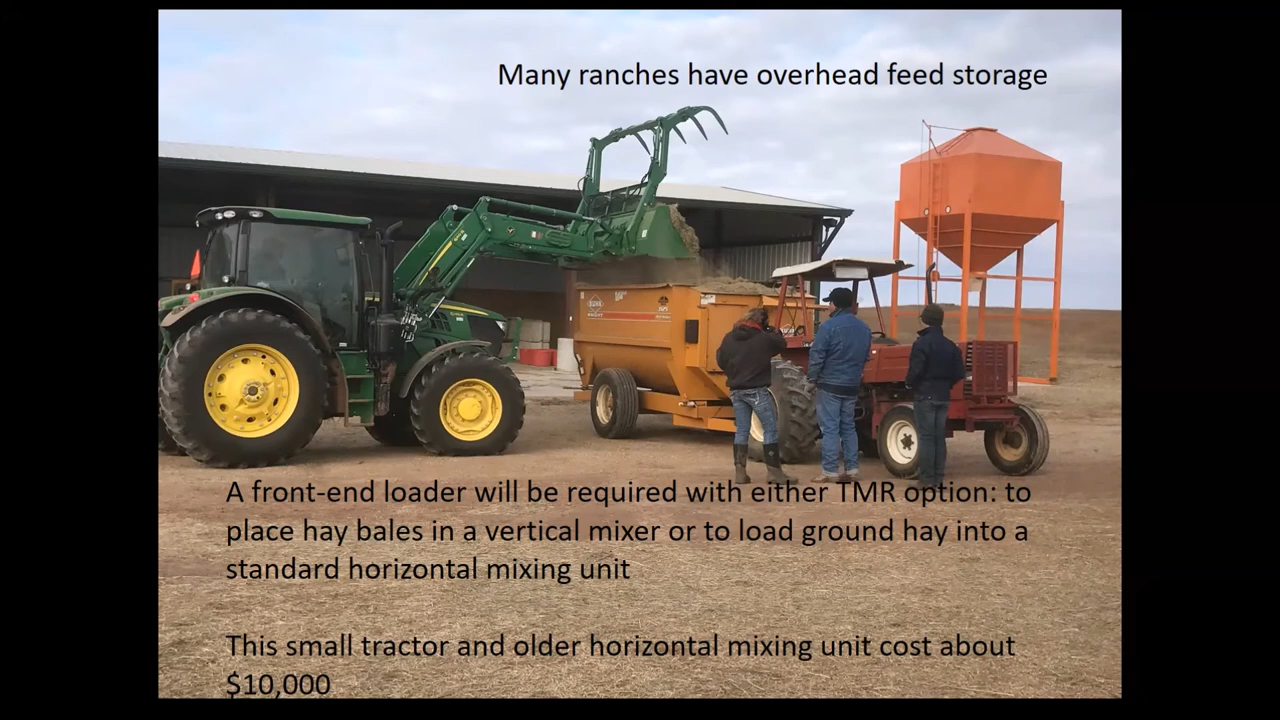 Many ranches have overhead feed storage
KUHN
KNIGHT
A front-end loader will be required with either TMR option: to
place hay bales in a vertical mixer or to load ground hay into a
standard horizontal mixing unit
This small tractor and older horizontal mixing unit cost about
$10,000